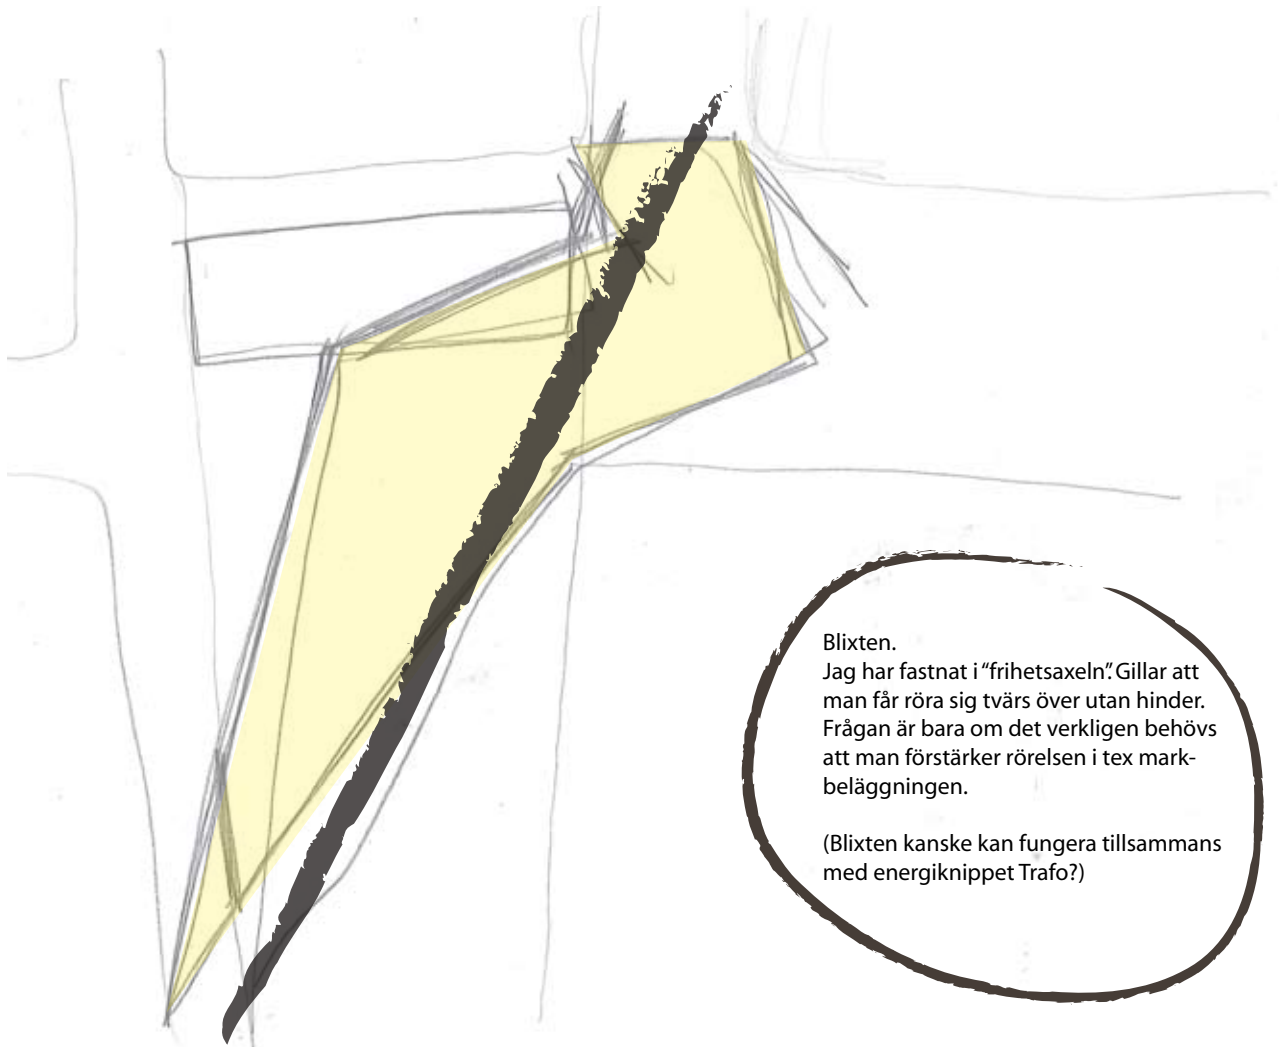 Blixten.
Jag har fastnat i “frihetsaxeln”. Gillar att
man får röra sig tvärs över utan hinder.
Frågan är bara om det verkligen behövs
att man förstärker rörelsen i tex mark-
beläggningen.
(Blixten kanske kan fungera tillsammans
med energiknippet Trafo?)